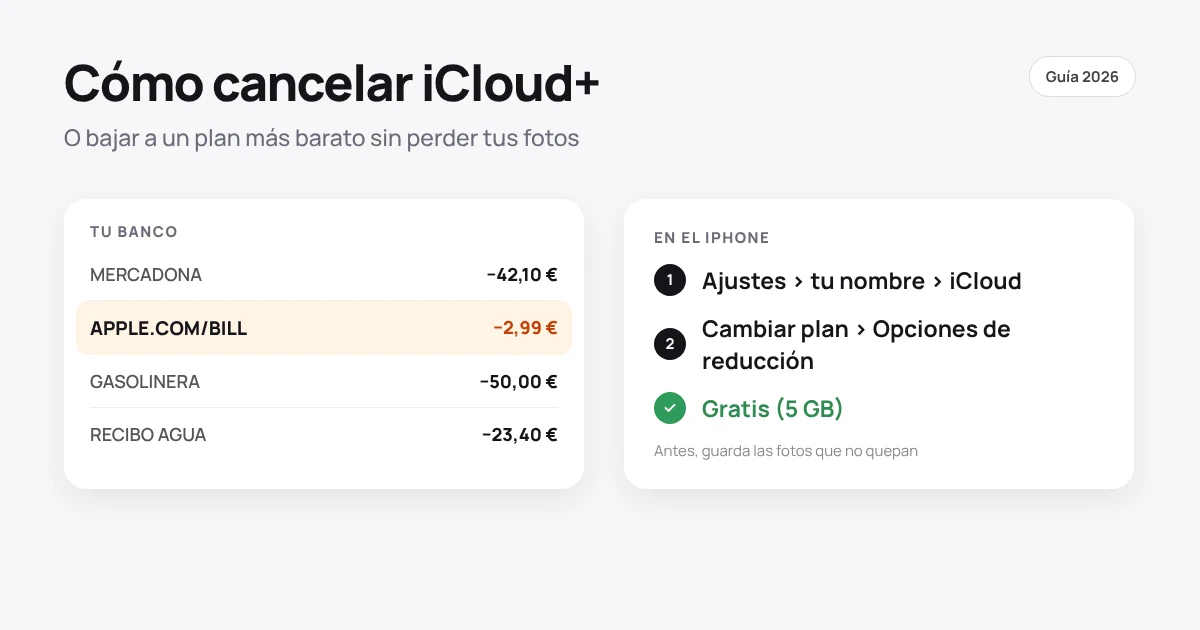 Cómo cancelar iCloud+
Guía 2026
O bajar a un plan más barato sin perder tus fotos
TU BANCO
MERCADONA −42,10 €
APPLE.COM/BILL −2,99 €
GASOLINERA −50,00 €
RECIBO AGUA −23,40 €
EN EL IPHONE
1 Ajustes › tu nombre › iCloud
2 Cambiar plan › Opciones de
reducción
Gratis (5 GB)
Antes, guarda las fotos que no quepan